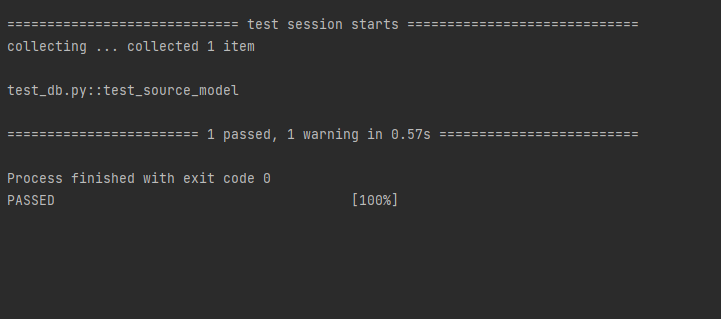 ============================= test session starts =============================
collecting ... collected 1 item
test_db.py::test_source_model
======================== 1 passed, 1 warning in 0.57s =========================
Process finished with exit code 0
PASSED                                     [100%]